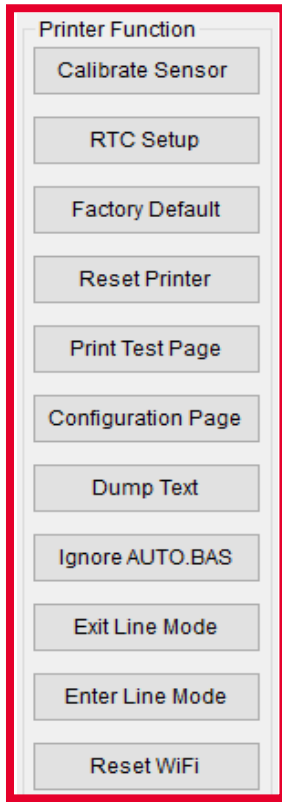 Printer Function
Calibrate Sensor
RTC Setup
Factory Default
Reset Printer
Print Test Page
Configuration Page
Dump Text
Ignore AUTO.BAS
Exit Line Mode
Enter Line Mode
Reset WiFi